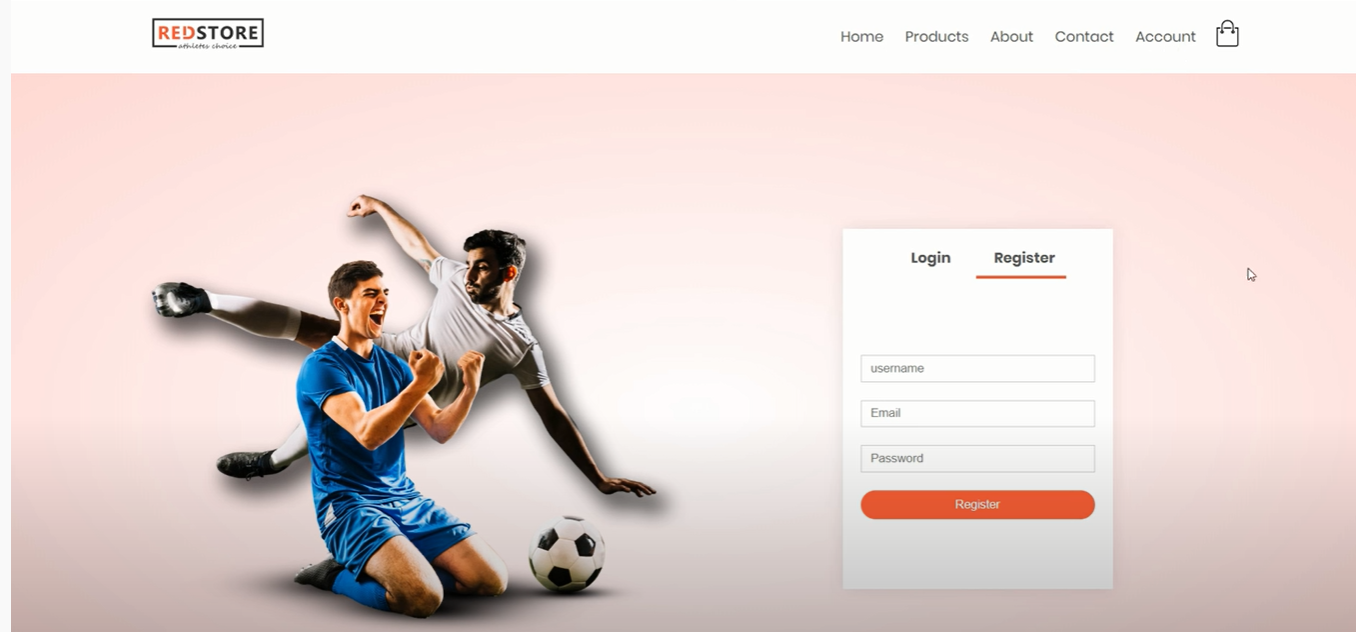 REDSTORE
athletes choice
Home Products About Contact Account
Login Register
username
Email
Password
Register